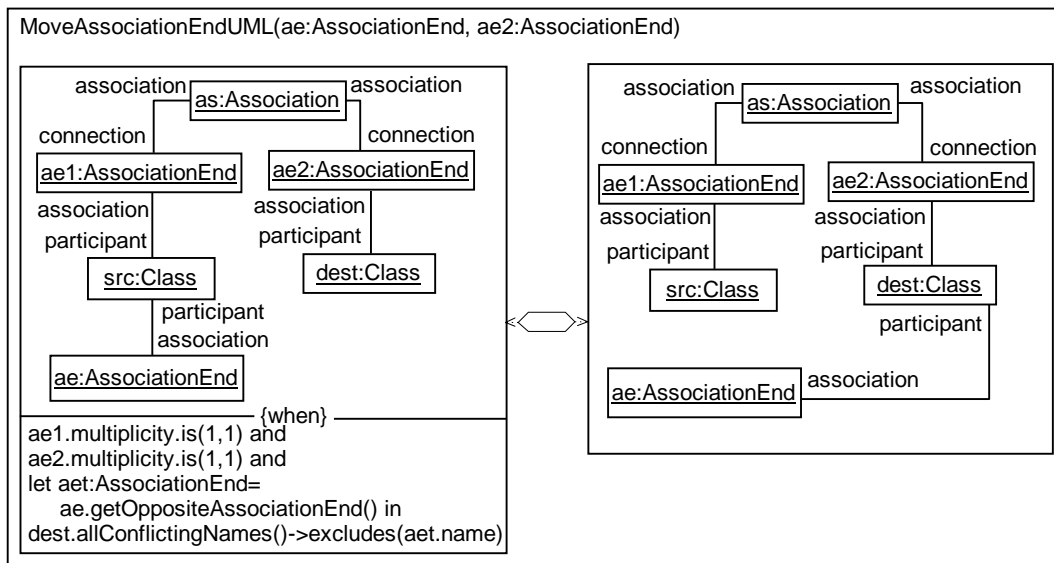 MoveAssociationEndUML(ae:AssociationEnd, ae2:AssociationEnd)
association
association
as:Association
connection
connection
ae1:AssociationEnd
ae2:AssociationEnd
association
association
participant
participant
src:Class
dest:Class
participant
association
ae:AssociationEnd
{when}
ae1.multiplicity.is(1,1) and
ae2.multiplicity.is(1,1) and
let aet:AssociationEnd=
ae.getOppositeAssociationEnd() in
dest.allConflictingNames()->excludes(aet.name)
association
association
as:Association
connection
connection
ae1:AssociationEnd
ae2:AssociationEnd
association
association
participant
participant
src:Class
dest:Class
participant
ae:AssociationEnd
association